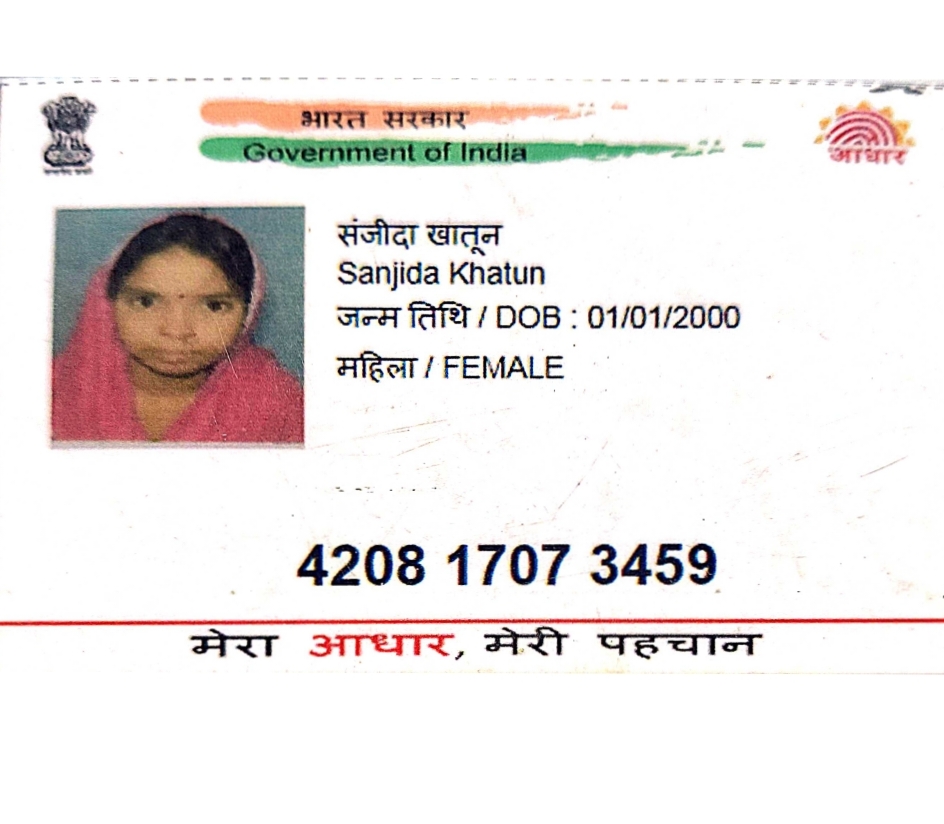 भारत सरकार
Government of India
आधार
संजीदा खातून
Sanjida Khatun
जन्म तिथि / DOB : 01/01/2000
महिला / FEMALE
4208 1707 3459
मेरा आधार, मेरी पहचान